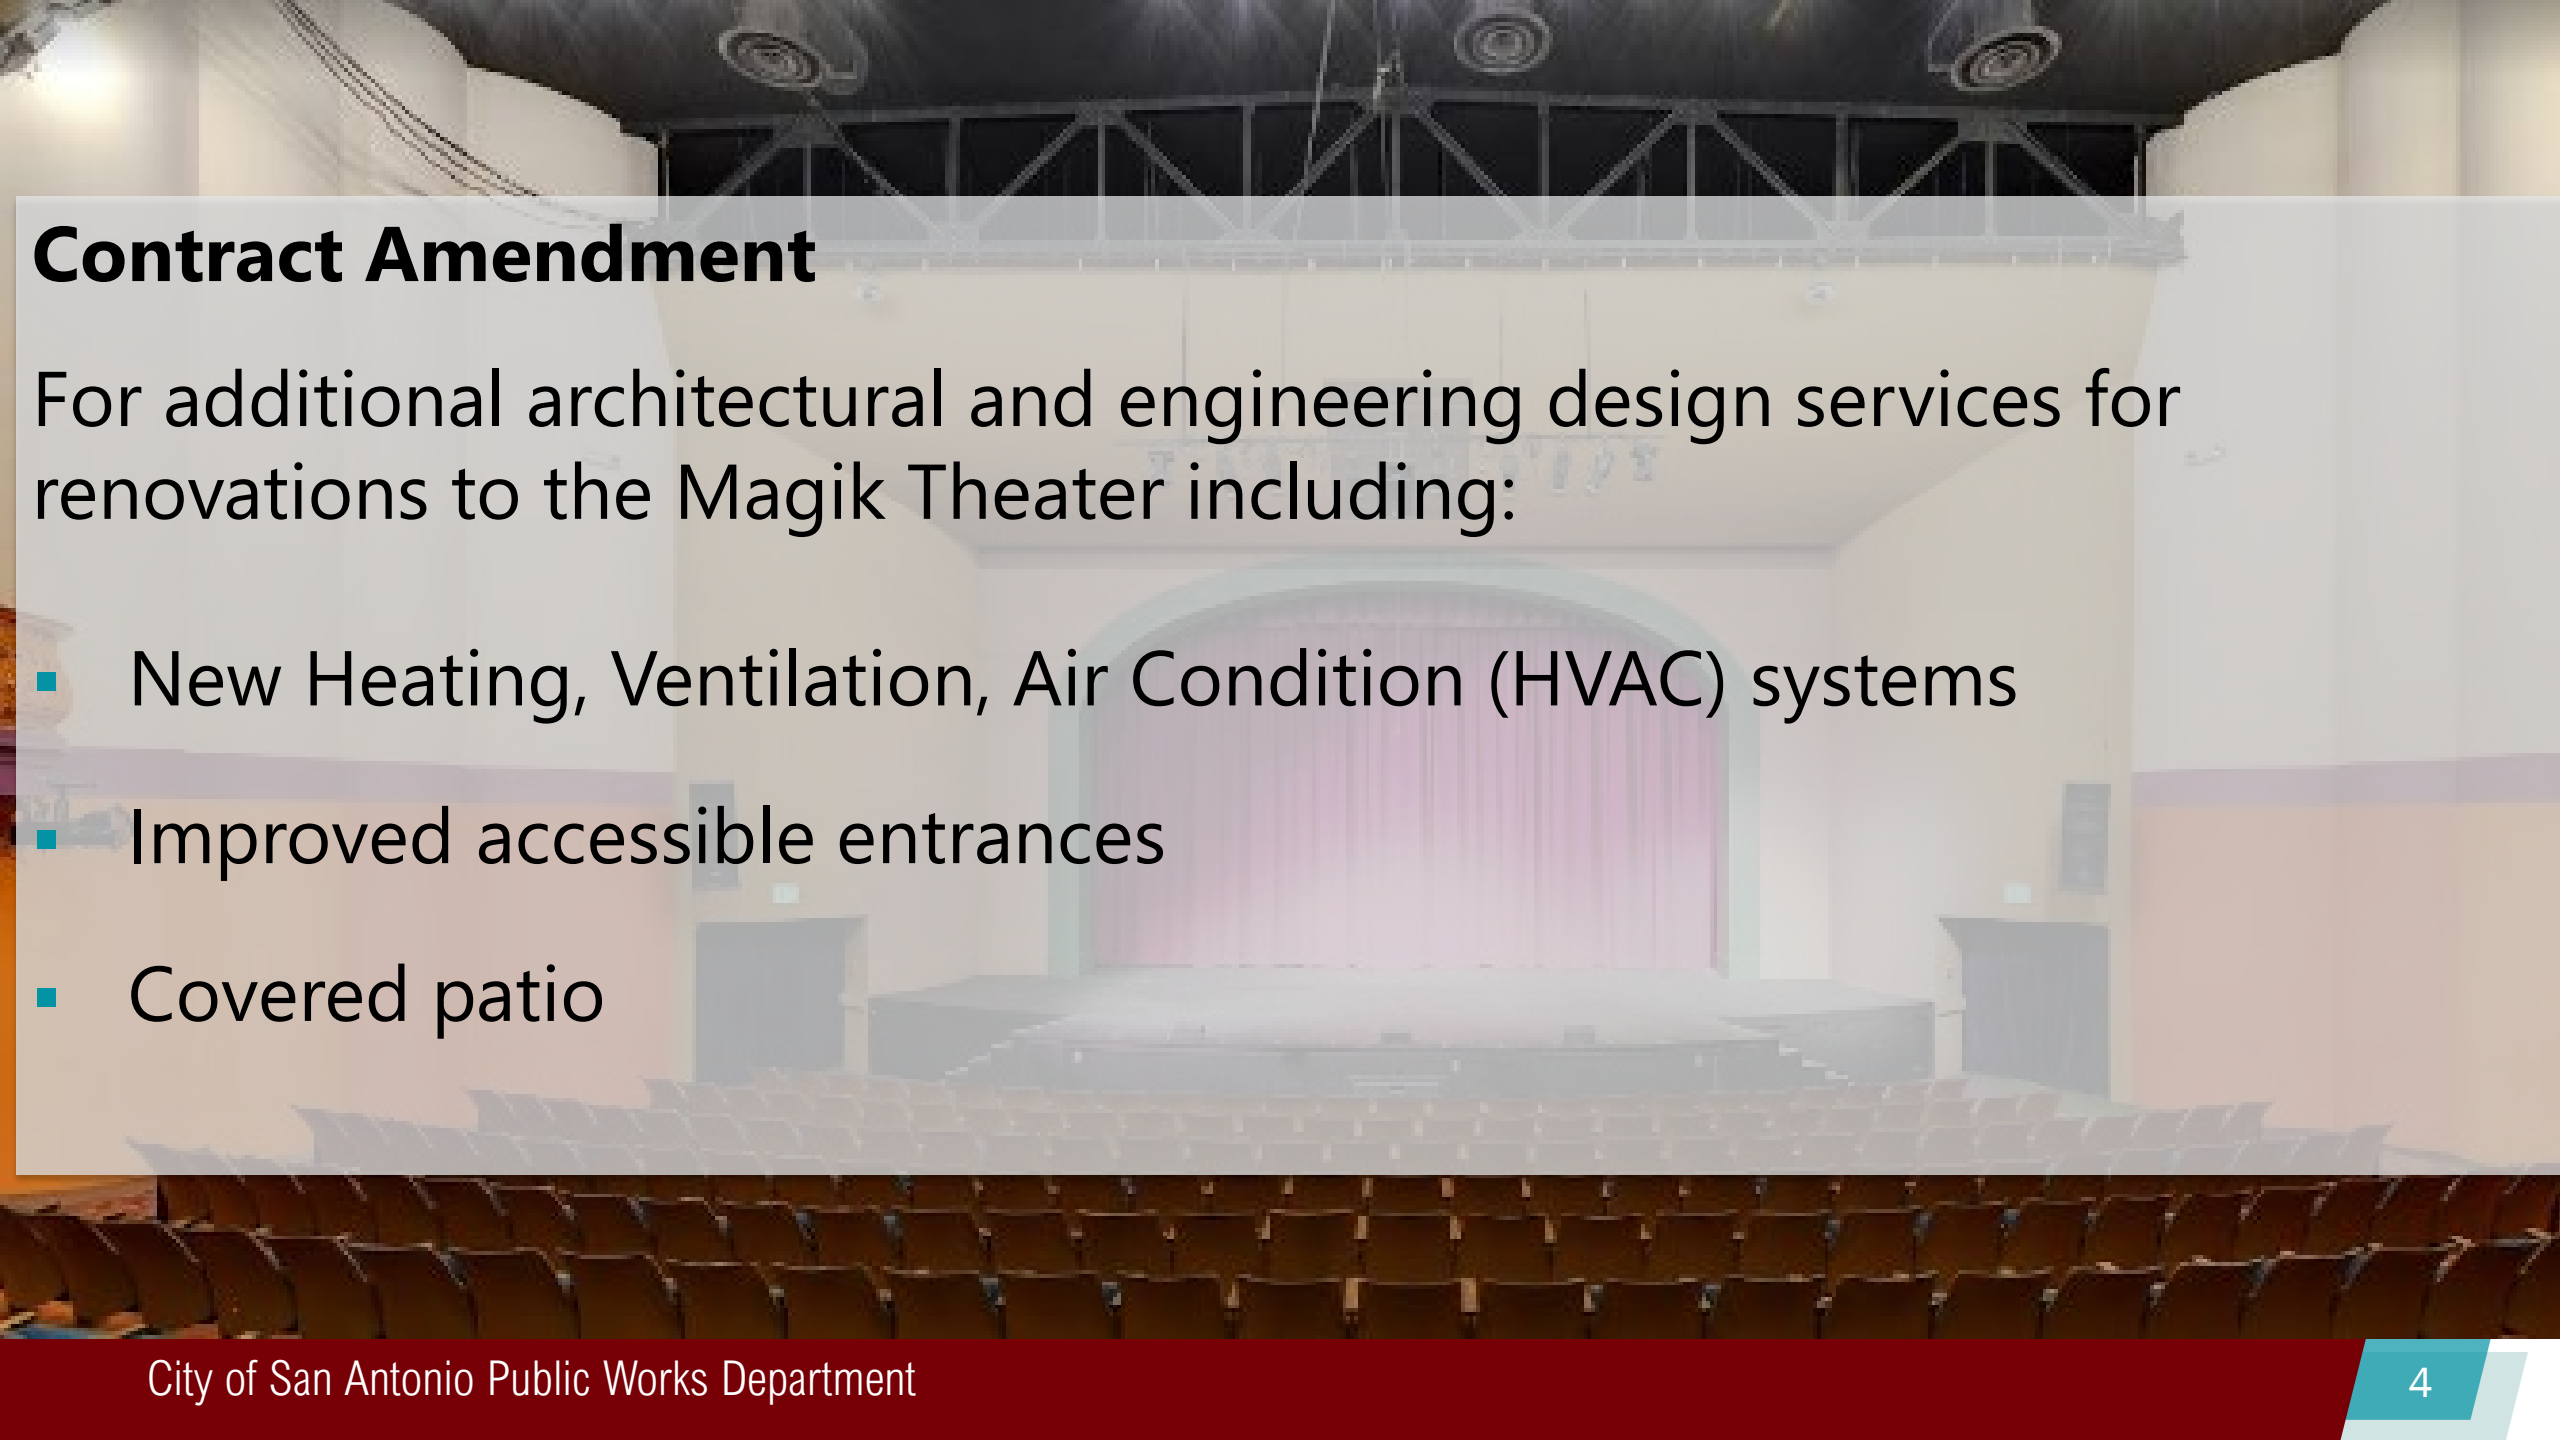 Contract Amendment
For additional architectural and engineering design services for
renovations to the Magik Theater including:
▪ New Heating, Ventilation, Air Condition (HVAC) systems
▪ Improved accessible entrances
▪ Covered patio
City of San Antonio Public Works Department
4